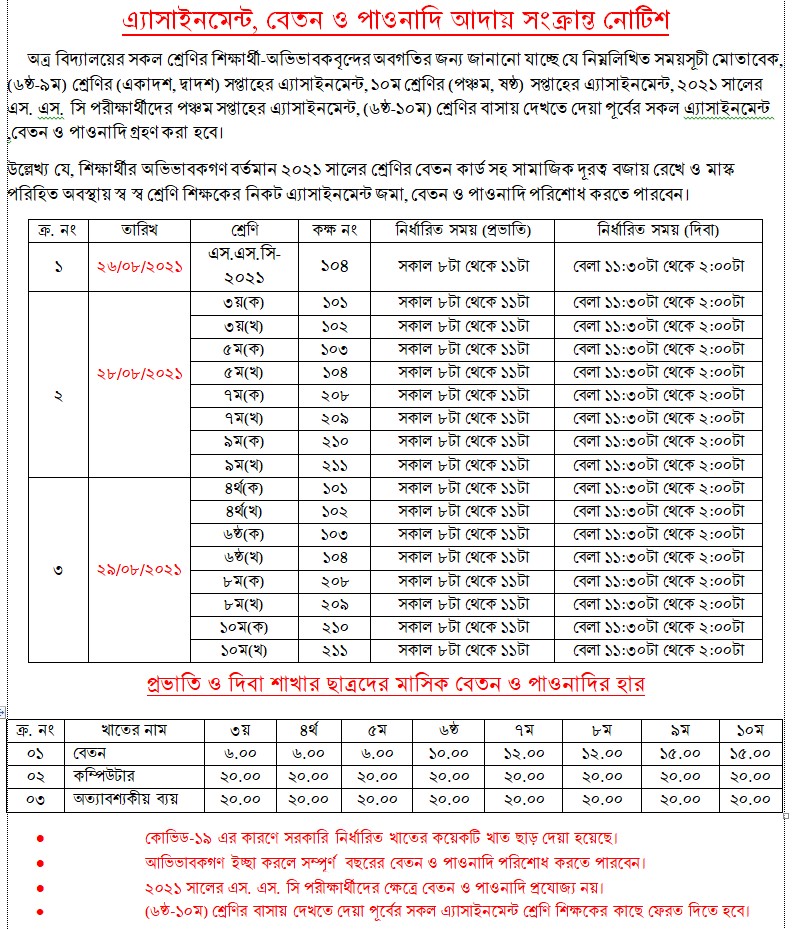 এ্যাসাইনমেন্ট, বেতন ও পাওনাদি আদায় সংক্রান্ত নোটিশ
অত্র বিদ্যালয়ের সকল শ্রেণির শিক্ষার্থী-অভিভাবকবৃন্দের অবগতির জন্য জানানো যাচ্ছে যে নিম্নলিখিত সময়সূচী মোতাবেক,
(৬ষ্ঠ-৯ম) শ্রেণির (একাদশ, দ্বাদশ) সপ্তাহের এ্যাসাইনমেন্ট, ১০ম শ্রেণির (পঞ্চম, ষষ্ঠ) সপ্তাহের এ্যাসাইনমেন্ট, ২০২১ সালের
এস. এস. সি পরীক্ষার্থীদের পঞ্চম সপ্তাহের এ্যাসাইনমেন্ট, (৬ষ্ঠ-১০ম) শ্রেণির বাসায় দেখতে দেয়া পূর্বের সকল এ্যাসাইনমেন্ট
,বেতন ও পাওনাদি গ্রহণ করা হবে।
উল্লেখ্য যে, শিক্ষার্থীর অভিভাবকগণ বর্তমান ২০২১ সালের শ্রেণির বেতন কার্ড সহ সামাজিক দূরত্ব বজায় রেখে ও মাস্ক
পরিহিত অবস্থায় স্ব স্ব শ্রেণি শিক্ষকের নিকট এ্যাসাইনমেন্ট জমা, বেতন ও পাওনাদি পরিশোধ করতে পারবেন।
ক্র. নং তারিখ শ্রেণি কক্ষ নং নির্ধারিত সময় (প্রভাতি) নির্ধারিত সময় (দিবা)
১ ২৬/০৮/২০২১ এস.এস.সি-২০২১ ১০৪ সকাল ৮টা থেকে ১১টা বেলা ১১:৩০টা থেকে ২:০০টা
২ ২৮/০৮/২০২১ ৩য়(ক) ১০১ সকাল ৮টা থেকে ১১টা বেলা ১১:৩০টা থেকে ২:০০টা
৩য়(খ) ১০২ সকাল ৮টা থেকে ১১টা বেলা ১১:৩০টা থেকে ২:০০টা
৫ম(ক) ১০৩ সকাল ৮টা থেকে ১১টা বেলা ১১:৩০টা থেকে ২:০০টা
৫ম(খ) ১০৪ সকাল ৮টা থেকে ১১টা বেলা ১১:৩০টা থেকে ২:০০টা
৭ম(ক) ২০৮ সকাল ৮টা থেকে ১১টা বেলা ১১:৩০টা থেকে ২:০০টা
৭ম(খ) ২০৯ সকাল ৮টা থেকে ১১টা বেলা ১১:৩০টা থেকে ২:০০টা
৯ম(ক) ২১০ সকাল ৮টা থেকে ১১টা বেলা ১১:৩০টা থেকে ২:০০টা
৯ম(খ) ২১১ সকাল ৮টা থেকে ১১টা বেলা ১১:৩০টা থেকে ২:০০টা
৩ ২৯/০৮/২০২১ ৪র্থ(ক) ১০১ সকাল ৮টা থেকে ১১টা বেলা ১১:৩০টা থেকে ২:০০টা
৪র্থ(খ) ১০২ সকাল ৮টা থেকে ১১টা বেলা ১১:৩০টা থেকে ২:০০টা
৬ষ্ঠ(ক) ১০৩ সকাল ৮টা থেকে ১১টা বেলা ১১:৩০টা থেকে ২:০০টা
৬ষ্ঠ(খ) ১০৪ সকাল ৮টা থেকে ১১টা বেলা ১১:৩০টা থেকে ২:০০টা
৮ম(ক) ২০৮ সকাল ৮টা থেকে ১১টা বেলা ১১:৩০টা থেকে ২:০০টা
৮ম(খ) ২০৯ সকাল ৮টা থেকে ১১টা বেলা ১১:৩০টা থেকে ২:০০টা
১০ম(ক) ২১০ সকাল ৮টা থেকে ১১টা বেলা ১১:৩০টা থেকে ২:০০টা
১০ম(খ) ২১১ সকাল ৮টা থেকে ১১টা বেলা ১১:৩০টা থেকে ২:০০টা
প্রভাতি ও দিবা শাখার ছাত্রদের মাসিক বেতন ও পাওনাদির হার
ক্র. নং খাতের নাম ৩য় ৪র্থ ৫ম ৬ষ্ঠ ৭ম ৮ম ৯ম ১০ম
০১ বেতন ৬.০০ ৬.০০ ৬.০০ ১০.০০ ১২.০০ ১২.০০ ১৫.০০ ১৫.০০
০২ কম্পিউটার ২০.০০ ২০.০০ ২০.০০ ২০.০০ ২০.০০ ২০.০০ ২০.০০ ২০.০০
০৩ অত্যাবশ্যকীয় ব্যয় ২০.০০ ২০.০০ ২০.০০ ২০.০০ ২০.০০ ২০.০০ ২০.০০ ২০.০০
• কোভিড-১৯ এর কারণে সরকারি নির্ধারিত খাতের কয়েকটি খাত ছাড় দেয়া হয়েছে।
• আভিভাবকগণ ইচ্ছা করলে সম্পূর্ণ বছরের বেতন ও পাওনাদি পরিশোধ করতে পারবেন।
• ২০২১ সালের এস. এস. সি পরীক্ষার্থীদের ক্ষেত্রে বেতন ও পাওনাদি প্রযোজ্য নয়।
• (৬ষ্ঠ-১০ম) শ্রেণির বাসায় দেখতে দেয়া পূর্বের সকল এ্যাসাইনমেন্ট শ্রেণি শিক্ষকের কাছে ফেরত দিতে হবে।